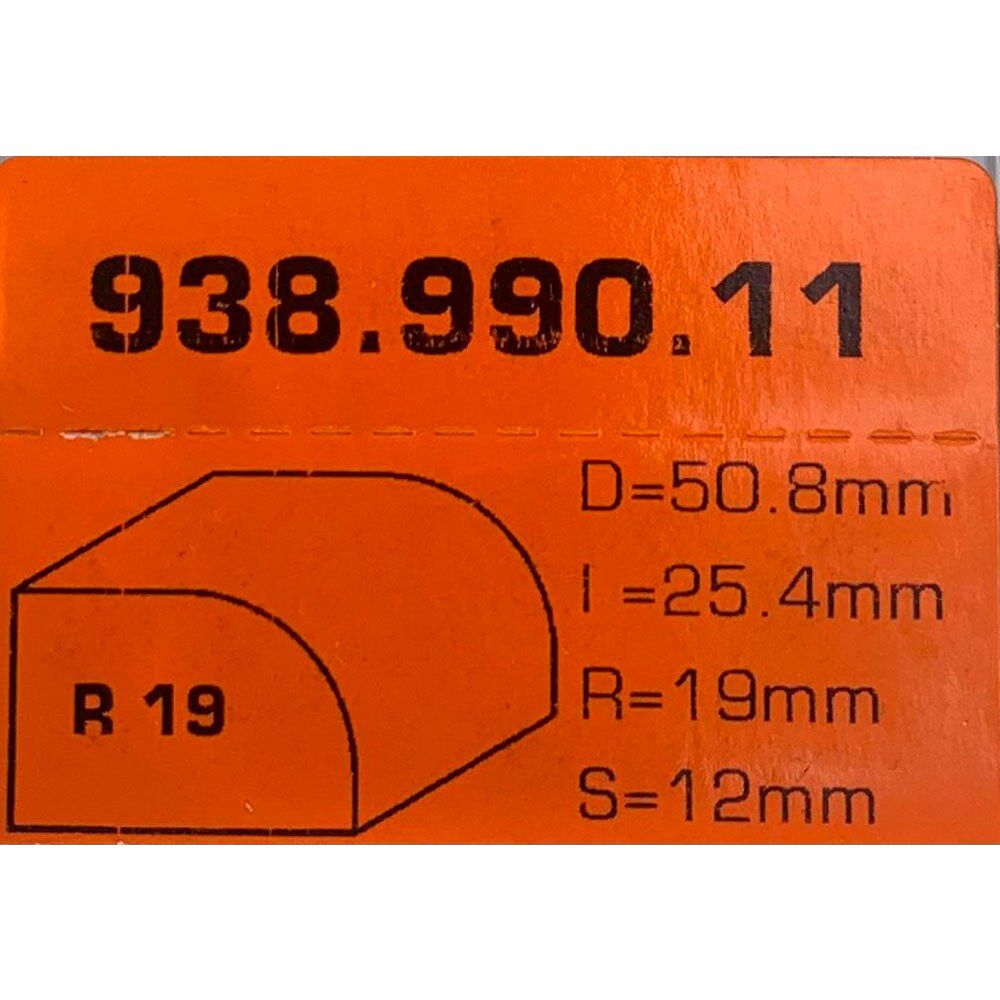 938.990.11
D=50.8mm
I =25.4mm
R=19mm
S=12mm
R 19